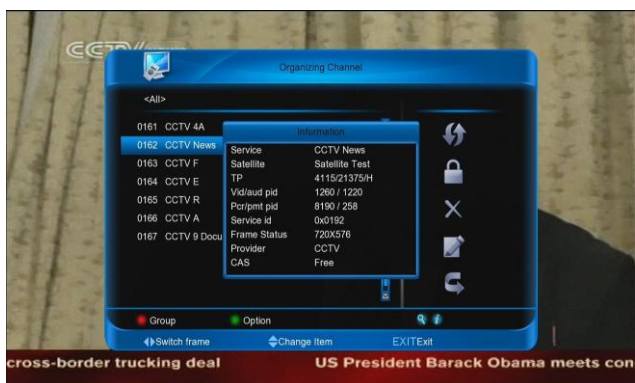 CCTV
Organizing Channel
<All>
0161 CCTV 4A
0162 CCTV News
0163 CCTV F
0164 CCTV E
0165 CCTV R
0166 CCTV A
0167 CCTV 9 Docu
Information
Service CCTV News
Satellite Satellite Test
TP 4115/21375/H
Vid/aud pid 1260 / 1220
Pcr/pmt pid 8190 / 258
Service id 0x0192
Frame Status 720X576
Provider CCTV
CAS Free
Group Option
Switch frame Change Item EXITExit
cross-border trucking deal US President Barack Obama meets con